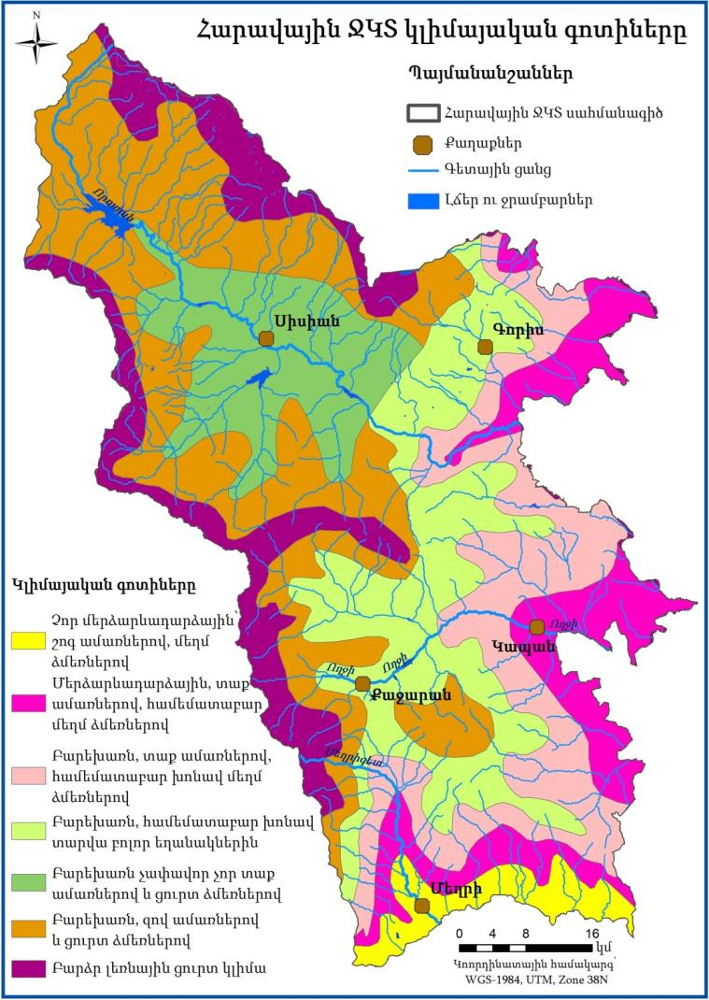 N
Հարավային ՋԿՏ կլիմայական գոտիները
Պայմանանշաններ
Հարավային ՋԿՏ սահմանագիծ
Քաղաքներ
Գետային ցանց
Լճեր ու ջրամբարներ
Որոտան
Սիսիան
Գորիս
Կապան
Ողջի
Ողջի
Ողջի
Քաջարան
Մեղրիգետ
Մեղրի
Կլիմայական գոտիները
Չոր մերձարևադարձային՝
շոգ ամառներով, մեղմ
ձմեռներով
Մերձարևադարձային, տաք
ամառներով, համեմատաբար
մեղմ ձմեռներով
Բարեխառն, տաք ամառներով,
համեմատաբար խոնավ մեղմ
ձմեռներով
Բարեխառն, համեմատաբար խոնավ
տարվա բոլոր եղանակներին
Բարեխառն չափավոր չոր տաք
ամառներով և ցուրտ ձմեռներով
Բարեխառն, զով ամառներով
և ցուրտ ձմեռներով
Բարձր լեռնային ցուրտ կլիմա
0 4 8 16
կմ
Կոորդինատային համակարգ՝
WGS-1984, UTM, Zone 38N